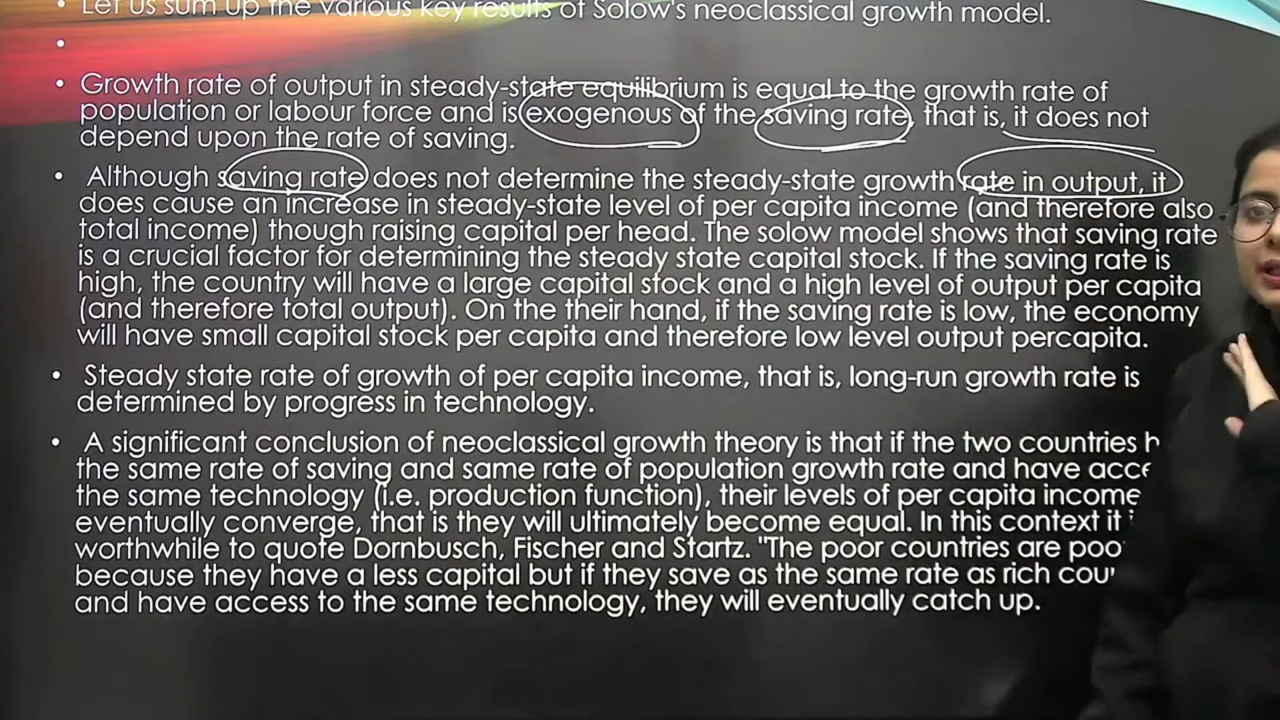 • Let us sum up the various key results of Solow's neoclassical growth model.
•
• Growth rate of output in steady-state equilibrium is equal to the growth rate of
population or labour force and is exogenous of the saving rate, that is, it does not
depend upon the rate of saving.
• Although saving rate does not determine the steady-state growth rate in output, it
does cause an increase in steady-state level of per capita income (and therefore also
total income) though raising capital per head. The solow model shows that saving rate
is a crucial factor for determining the steady state capital stock. If the saving rate is
high, the country will have a large capital stock and a high level of output per capita
(and therefore total output). On the their hand, if the saving rate is low, the economy
will have small capital stock per capita and therefore low level output percapita.
• Steady state rate of growth of per capita income, that is, long-run growth rate is
determined by progress in technology.
• A significant conclusion of neoclassical growth theory is that if the two countries
the same rate of saving and same rate of population growth rate and have
the same technology (i.e. production function), their levels of per capita income
eventually converge, that is they will ultimately become equal. In this context it
worthwhile to quote Dornbusch, Fischer and Startz. "The poor countries are
because they have a less capital but if they save as the same rate as rich
and have access to the same technology, they will eventually catch up.